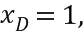 x_D = 1,